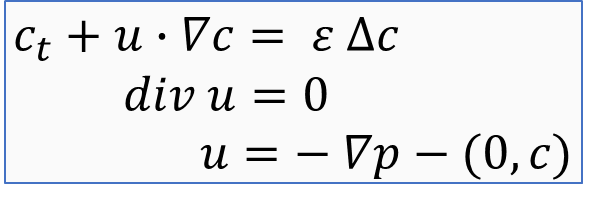 c_t + u · ∇c = ε Δc
div u = 0
u = − ∇p − (0, c)